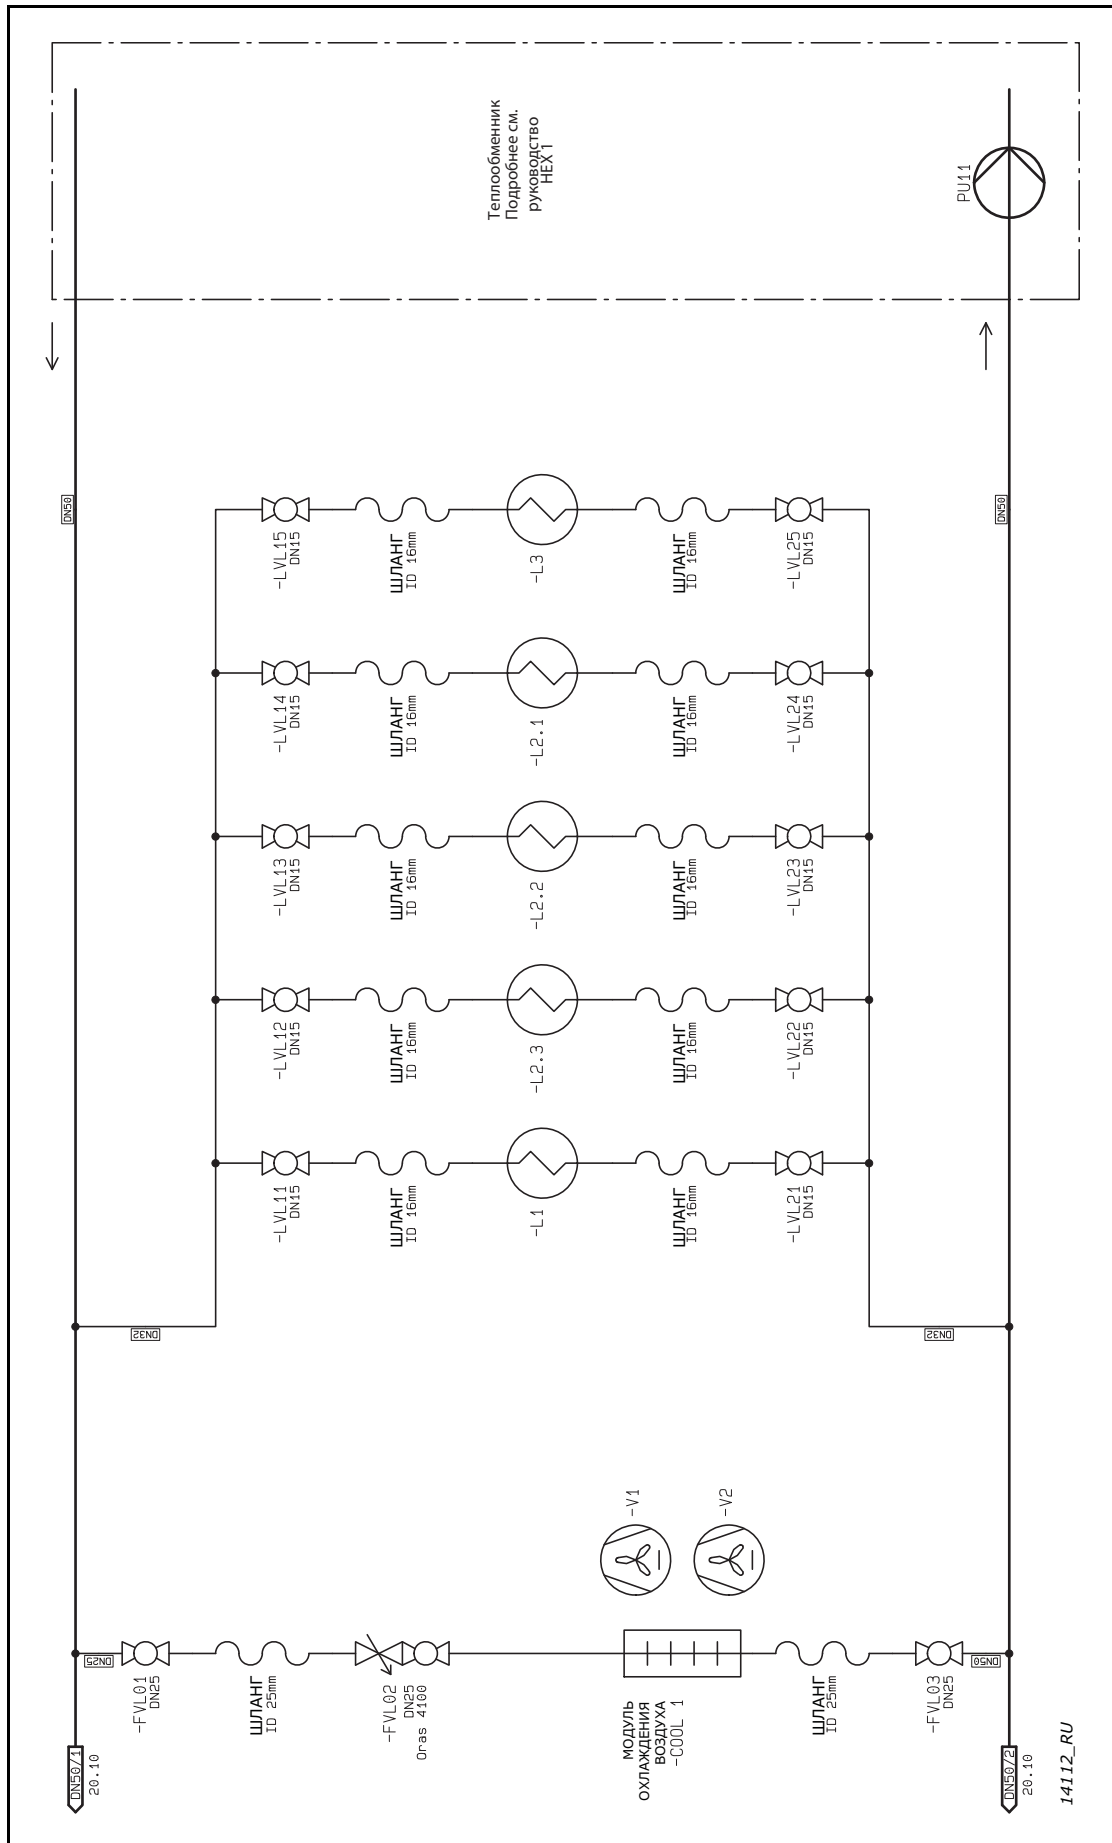 Теплообменник
Подробнее см.
руководство
HEX 1
PU11
DN50
DN50
-LVL15
DN15
ШЛАНГ
ID 16mm
-L3
ШЛАНГ
ID 16mm
-LVL25
DN15
-LVL14
DN15
ШЛАНГ
ID 16mm
-L2.1
ШЛАНГ
ID 16mm
-LVL24
DN15
-LVL13
DN15
ШЛАНГ
ID 16mm
-L2.2
ШЛАНГ
ID 16mm
-LVL23
DN15
-LVL12
DN15
ШЛАНГ
ID 16mm
-L2.3
ШЛАНГ
ID 16mm
-LVL22
DN15
-LVL11
DN15
ШЛАНГ
ID 16mm
-L1
ШЛАНГ
ID 16mm
-LVL21
DN15
DN32
DN32
-V1
-V2
DN25
-FVL01
DN25
ШЛАНГ
ID 25mm
-FVL02
DN25
Oras 4100
МОДУЛЬ
ОХЛАЖДЕНИЯ
ВОЗДУХА
-COOL 1
ШЛАНГ
ID 25mm
-FVL03
DN25
DN50
DN50/1
20.10
DN50/2
20.10
14112_RU